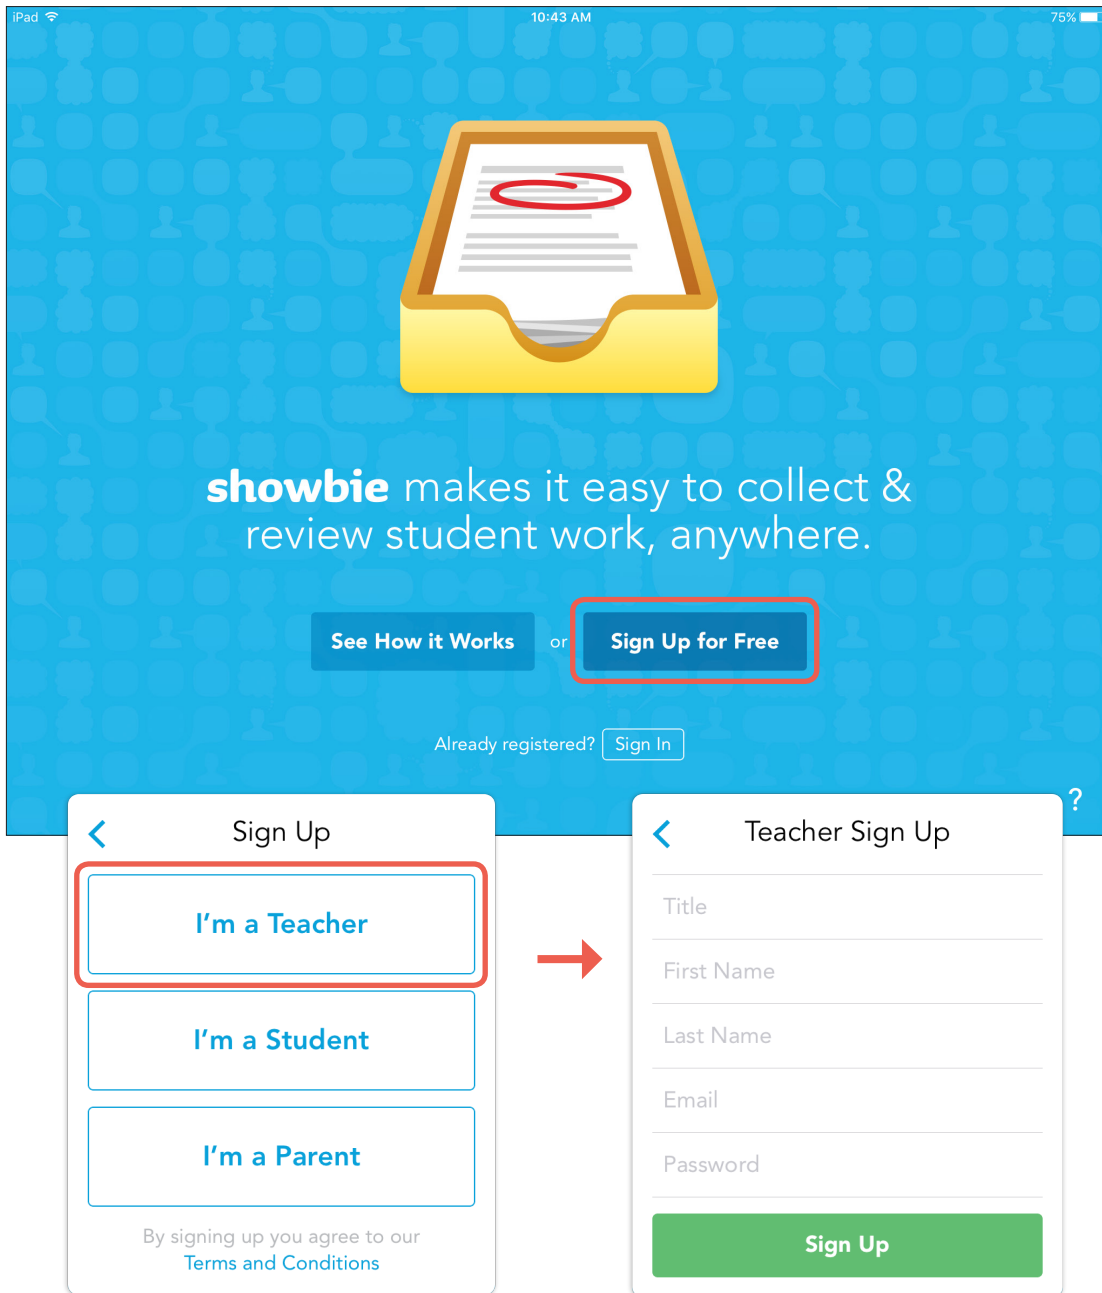 iPad 10:43 AM 75%
showbie makes it easy to collect &
review student work, anywhere.
See How it Works or Sign Up for Free
Already registered? Sign In
?
Sign Up
I'm a Teacher
I'm a Student
I'm a Parent
By signing up you agree to our
Terms and Conditions
Teacher Sign Up
Title
First Name
Last Name
Email
Password
Sign Up